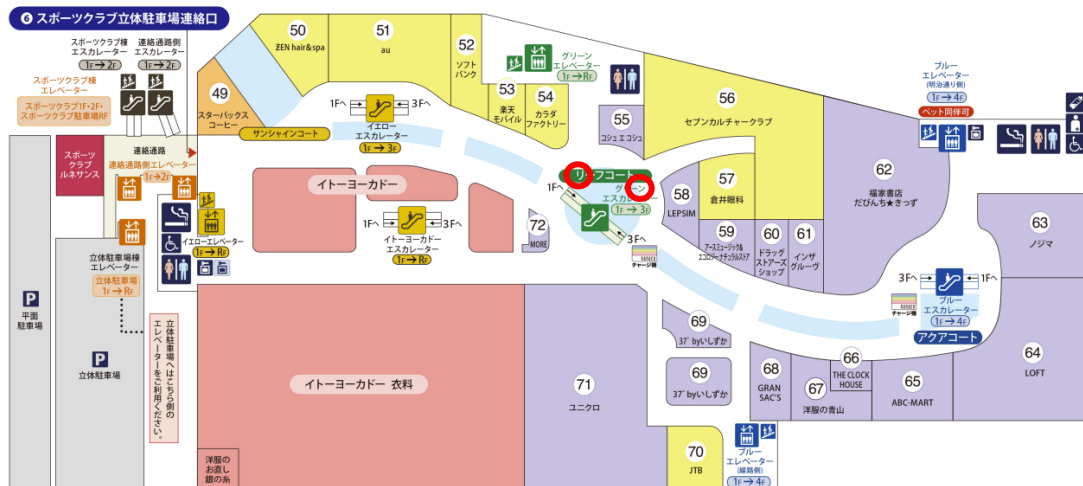 6 スポーツクラブ立体駐車場連絡口
スポーツクラブ棟
エスカレーター
1F→2F
連絡通路側
エスカレーター
1F→2F
スポーツクラブ棟
エレベーター
スポーツクラブ1F・2F・
スポーツクラブ駐車場RF
49
スターバックス
コーヒー
50
ZEN hair&spa
51
au
52
ソフト
バンク
53
楽天
モバイル
54
カラダ
ファクトリー
グリーン
エレベーター
1F→RF
55
コシュ エ コシュ
56
セブンカルチャークラブ
ブルー
エレベーター
(明治通り側)
1F→4F
ペット同伴可
1Fへ
3Fへ
イエロー
エスカレーター
1F→3F
サンシャインコート
スポーツ
クラブ
ルネサンス
連絡通路
連絡通路側エレベーター
1F→2F
イエローエレベーター
1F→RF
立体駐車場棟
エレベーター
立体駐車場
1F→RF
P
平面
駐車場
P
立体駐車場
立体駐車場へはこちら側の
エレベーターをご利用ください。
イトーヨーカドー
1Fへ
3Fへ
イトーヨーカドー
エスカレーター
1F→RF
72
MORE
コート
1Fへ
エスカレーター
1F→3F
3Fへ
チャージ機
57
倉井眼科
58
LEPSIM
59
アースミュージック&
エコロジーナチュラルストア
60
ドラッグ
ストアーズ
ショップ
61
インザ
グルーヴ
62
福家書店
だびんち★きっず
63
ノジマ
3Fへ
1Fへ
ブルー
エスカレーター
1F→4F
チャージ機
アクアコート
64
LOFT
65
ABC-MART
66
THE CLOCK
HOUSE
67
洋服の青山
68
GRAN
SAC'S
69
37°byいしずか
69
37°byいしずか
70
JTB
ブルー
エレベーター
(線路側)
1F→4F
71
ユニクロ
イトーヨーカドー 衣料
洋服の
お直し
銀の糸